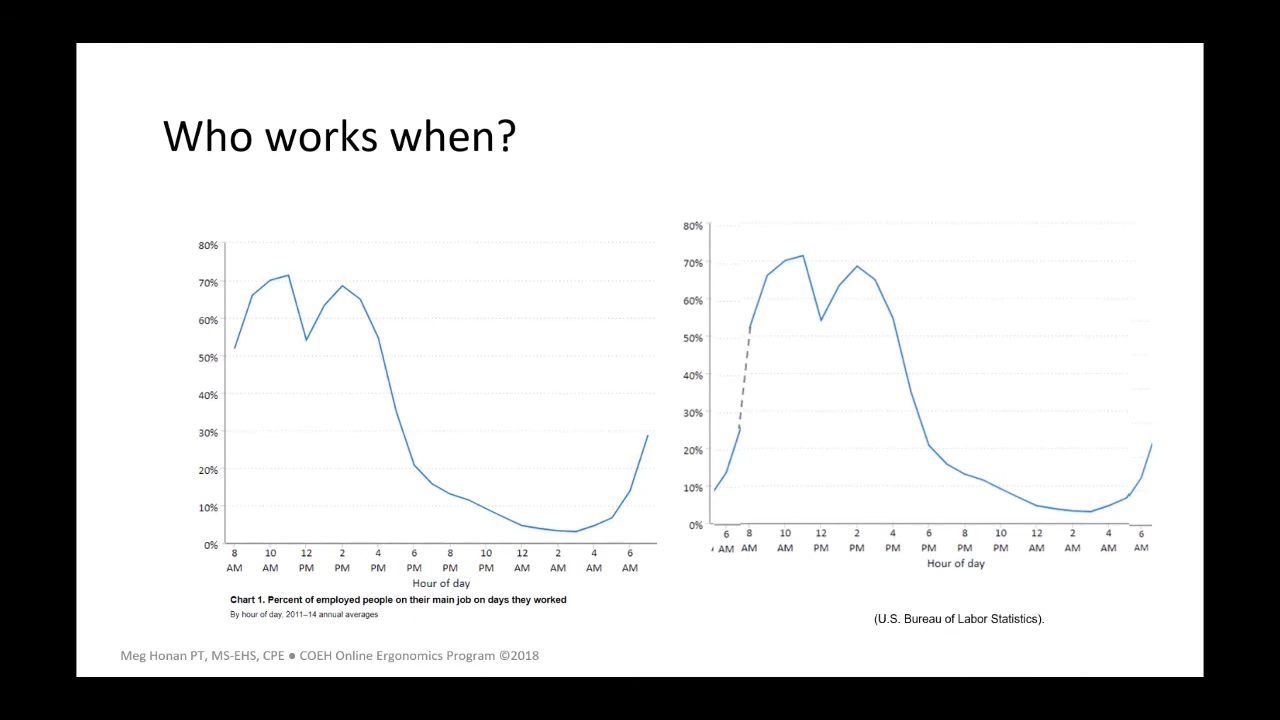 Who works when?
80%
70%
60%
50%
40%
30%
20%
10%
0%
8 10 12 2 4 6 8 10 12 2 4 6
AM AM PM PM PM PM PM PM AM AM AM AM
Hour of day
Chart 1. Percent of employed people on their main job on days they worked
By hour of day, 2011–14 annual averages
80%
70%
60%
50%
40%
30%
20%
10%
0%
6 8 10 12 2 4 6 8 10 12 2 4 6
AM AM AM PM PM PM PM PM PM AM AM AM AM
Hour of day
(U.S. Bureau of Labor Statistics).
Meg Honan PT, MS-EHS, CPE ● COEH Online Ergonomics Program ©2018